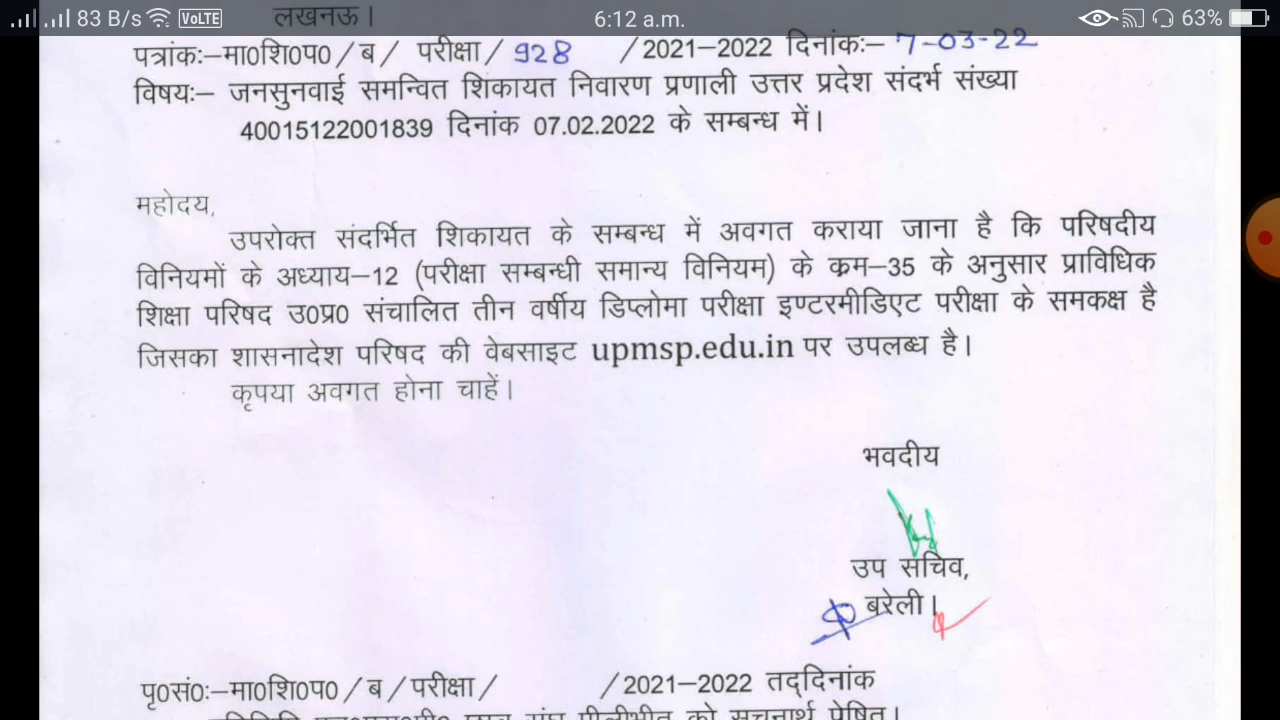 83 B/s VoLTE 6:12 a.m. 63%
लखनऊ।
पत्रांकः–मा0शि0प0/ब/ परीक्षा/ 928 /2021–2022 दिनांकः– 7-03-22
विषयः– जनसुनवाई समन्वित शिकायत निवारण प्रणाली उत्तर प्रदेश संदर्भ संख्या
40015122001839 दिनांक 07.02.2022 के सम्बन्ध में।
महोदय,
उपरोक्त संदर्भित शिकायत के सम्बन्ध में अवगत कराया जाना है कि परिषदीय
विनियमों के अध्याय–12 (परीक्षा सम्बन्धी समान्य विनियम) के क्रम–35 के अनुसार प्राविधिक
शिक्षा परिषद उ0प्र0 संचालित तीन वर्षीय डिप्लोमा परीक्षा इण्टरमीडिएट परीक्षा के समकक्ष है
जिसका शासनादेश परिषद की वेबसाइट upmsp.edu.in पर उपलब्ध है।
कृपया अवगत होना चाहें।
भवदीय
उप सचिव,
बरेली।
पृ0सं0ः–मा0शि0प0/ब/परीक्षा/ /2021–2022 तद्दिनांक
संघ पीलीभीत को सूचनार्थ प्रेषित।